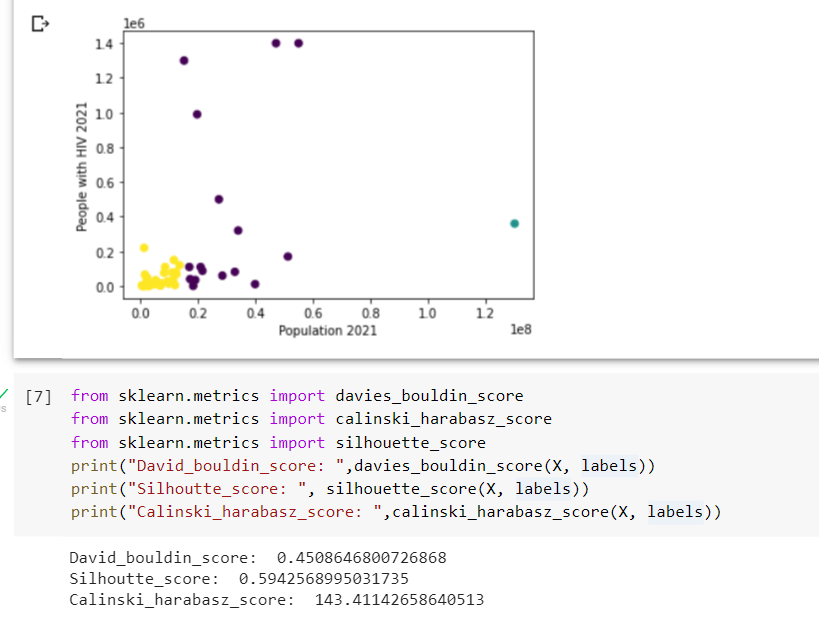 1e6
1.4
1.2
1.0
0.8
0.6
0.4
0.2
0.0
People with HIV 2021
0.0 0.2 0.4 0.6 0.8 1.0 1.2
Population 2021 1e8
[7] from sklearn.metrics import davies_bouldin_score
from sklearn.metrics import calinski_harabasz_score
from sklearn.metrics import silhouette_score
print("David_bouldin_score: ",davies_bouldin_score(X, labels))
print("Silhoutte_score: ", silhouette_score(X, labels))
print("Calinski_harabasz_score: ",calinski_harabasz_score(X, labels))
David_bouldin_score:  0.4508646800726868
Silhoutte_score:  0.5942568995031735
Calinski_harabasz_score:  143.41142658640513